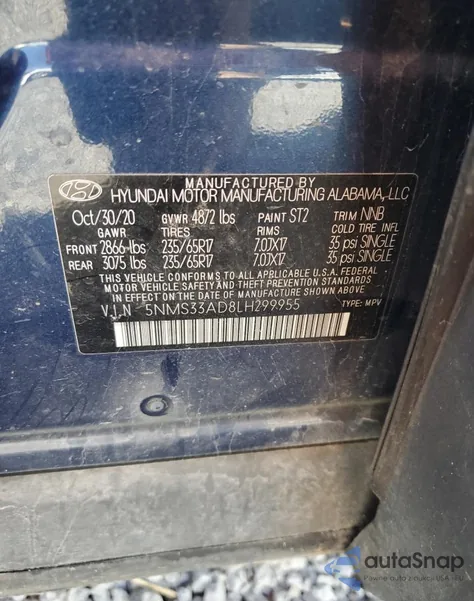 MANUFACTURED BY
HYUNDAI MOTOR MANUFACTURING ALABAMA, LLC
Oct/30/20 GVWR 4872 lbs PAINT ST2 TRIM NNB
GAWR TIRES RIMS COLD TIRE INFL
FRONT 2866 lbs 235/65R17 7.0JX17 35 psi SINGLE
REAR 3075 lbs 235/65R17 7.0JX17 35 psi SINGLE
THIS VEHICLE CONFORMS TO ALL APPLICABLE U.S.A. FEDERAL
MOTOR VEHICLE SAFETY AND THEFT PREVENTION STANDARDS
IN EFFECT ON THE DATE OF MANUFACTURE SHOWN ABOVE.
V.I.N 5NMS33AD8LH299955 TYPE: MPV
autoSnap